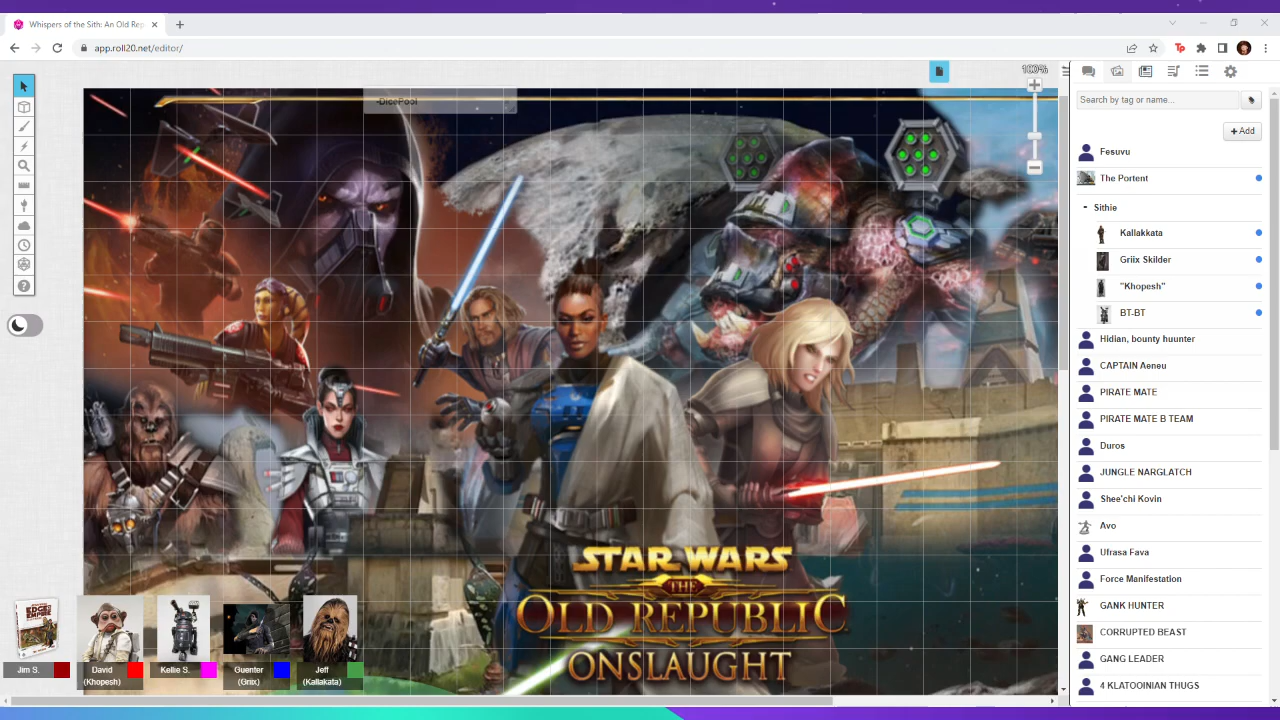 Whispers of the Sith: An Old Rep
app.roll20.net/editor/
Tp
100%
-DicePool
Search by tag or name...
+ Add
Fesuvu
The Portent
- Sithie
Kallakkata
Griix Skilder
"Khopesh"
BT-BT
Hidian, bounty huunter
CAPTAIN Aeneu
PIRATE MATE
PIRATE MATE B TEAM
Duros
JUNGLE NARGLATCH
Shee'chi Kovin
Avo
Ufrasa Fava
Force Manifestation
GANK HUNTER
CORRUPTED BEAST
GANG LEADER
4 KLATOOINIAN THUGS
STAR WARS
THE
OLD REPUBLIC
ONSLAUGHT
Jim S.
David
(Khopesh)
Kellie S.
Guenter
(Griix)
Jeff
(Kallakata)